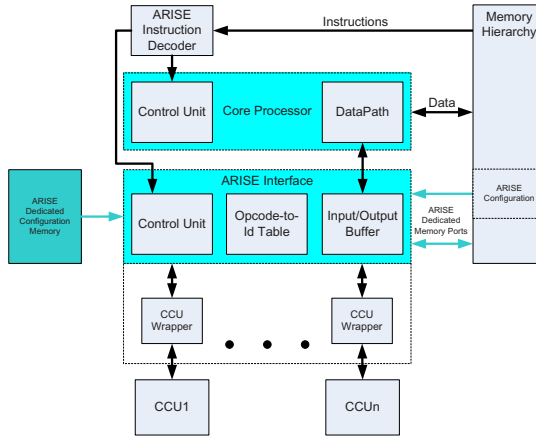 ARISE
Instruction
Decoder
Instructions
Memory
Hierarchy
Control Unit
Core Processor
DataPath
Data
ARISE Interface
ARISE
Dedicated
Configuration
Memory
Control Unit
Opcode-to-
Id Table
Input/Output
Buffer
ARISE
Dedicated
Memory Ports
ARISE
Configuration
CCU
Wrapper
CCU
Wrapper
CCU1
CCUn